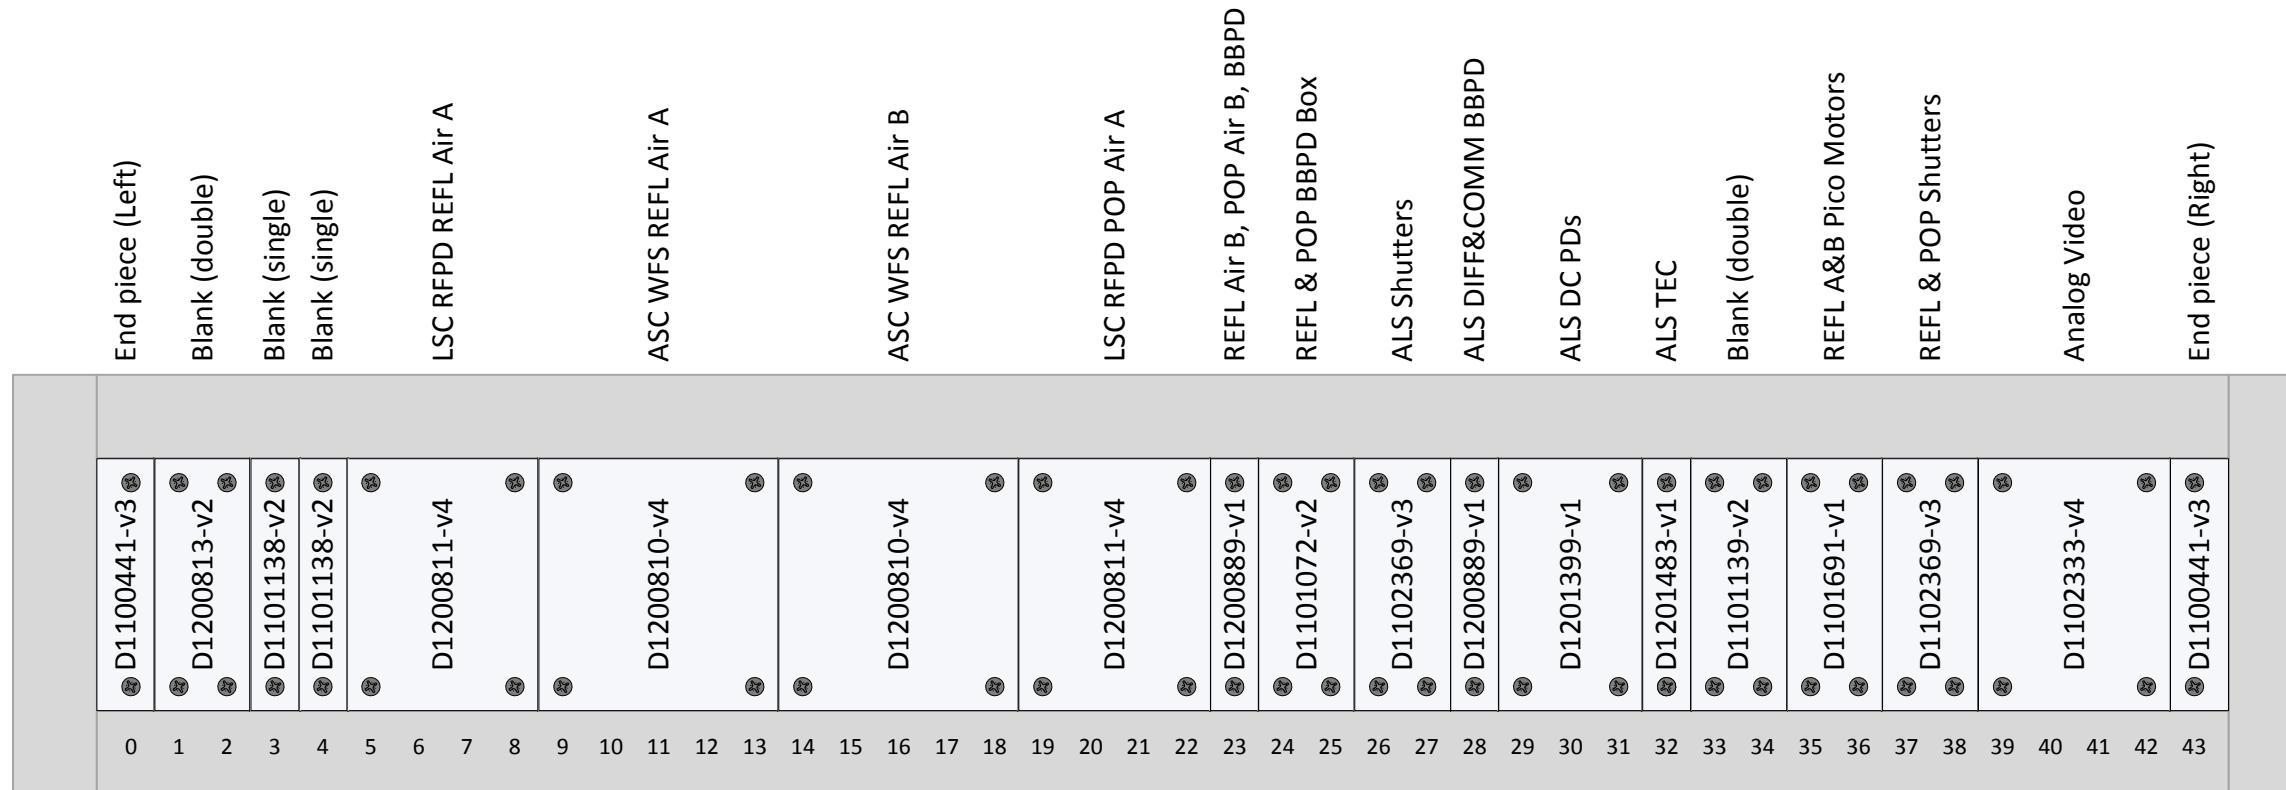 End piece (Left)
Blank (double)
Blank (single)
Blank (single)
LSC RFPD REFL Air A
ASC WFS REFL Air A
ASC WFS REFL Air B
LSC RFPD POP Air A
REFL Air B, POP Air B, BBPD
REFL & POP BBPD Box
ALS Shutters
ALS DIFF&COMM BBPD
ALS DC PDs
ALS TEC
Blank (double)
REFL A&B Pico Motors
REFL & POP Shutters
Analog Video
End piece (Right)
D1100441-v3
D1200813-v2
D1101138-v2
D1101138-v2
D1200811-v4
D1200810-v4
D1200810-v4
D1200811-v4
D1200889-v1
D1101072-v2
D1102369-v3
D1200889-v1
D1201399-v1
D1201483-v1
D1101139-v2
D1101691-v1
D1102369-v3
D1102333-v4
D1100441-v3
0 1 2 3 4 5 6 7 8 9 10 11 12 13 14 15 16 17 18 19 20 21 22 23 24 25 26 27 28 29 30 31 32 33 34 35 36 37 38 39 40 41 42 43